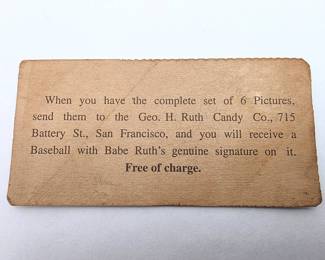 When you have the complete set of 6 Pictures,
send them to the Geo. H. Ruth Candy Co., 715
Battery St., San Francisco, and you will receive a
Baseball with Babe Ruth's genuine signature on it.
Free of charge.